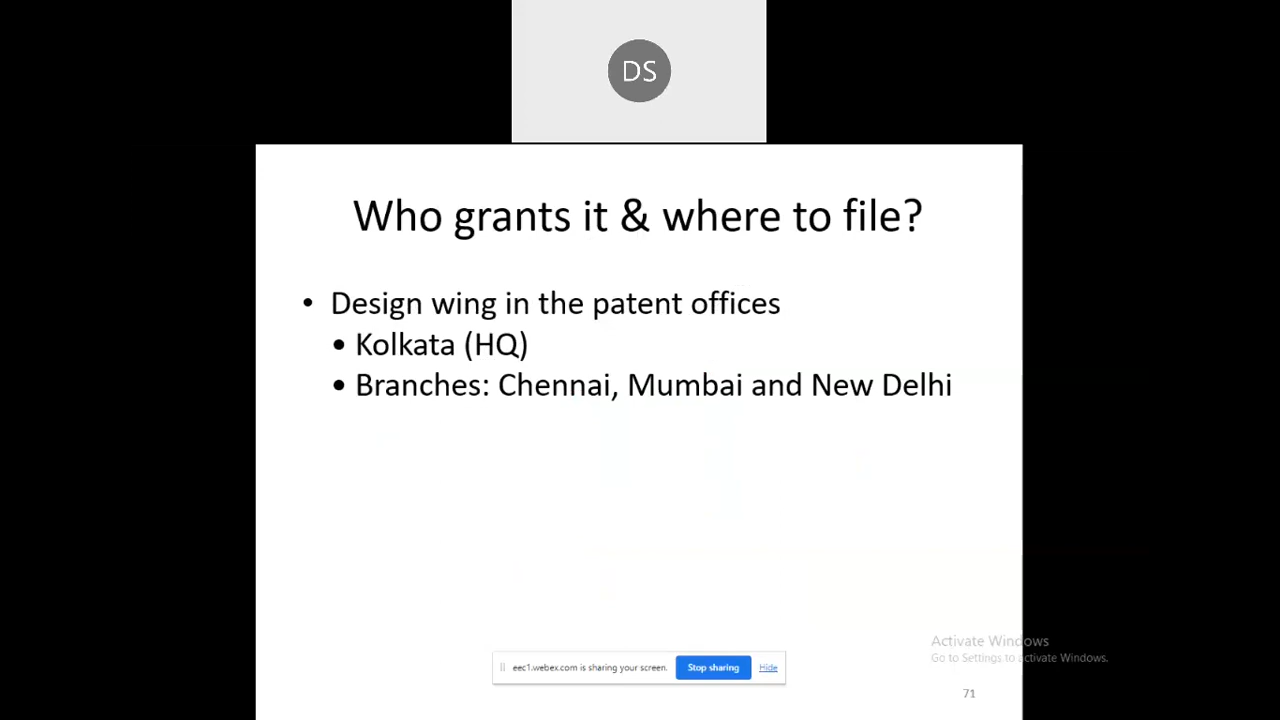 DS
Who grants it & where to file?
• Design wing in the patent offices
• Kolkata (HQ)
• Branches: Chennai, Mumbai and New Delhi
Activate Windows
Go to Settings to activate Windows.
eec1.webex.com is sharing your screen. Stop sharing Hide
71